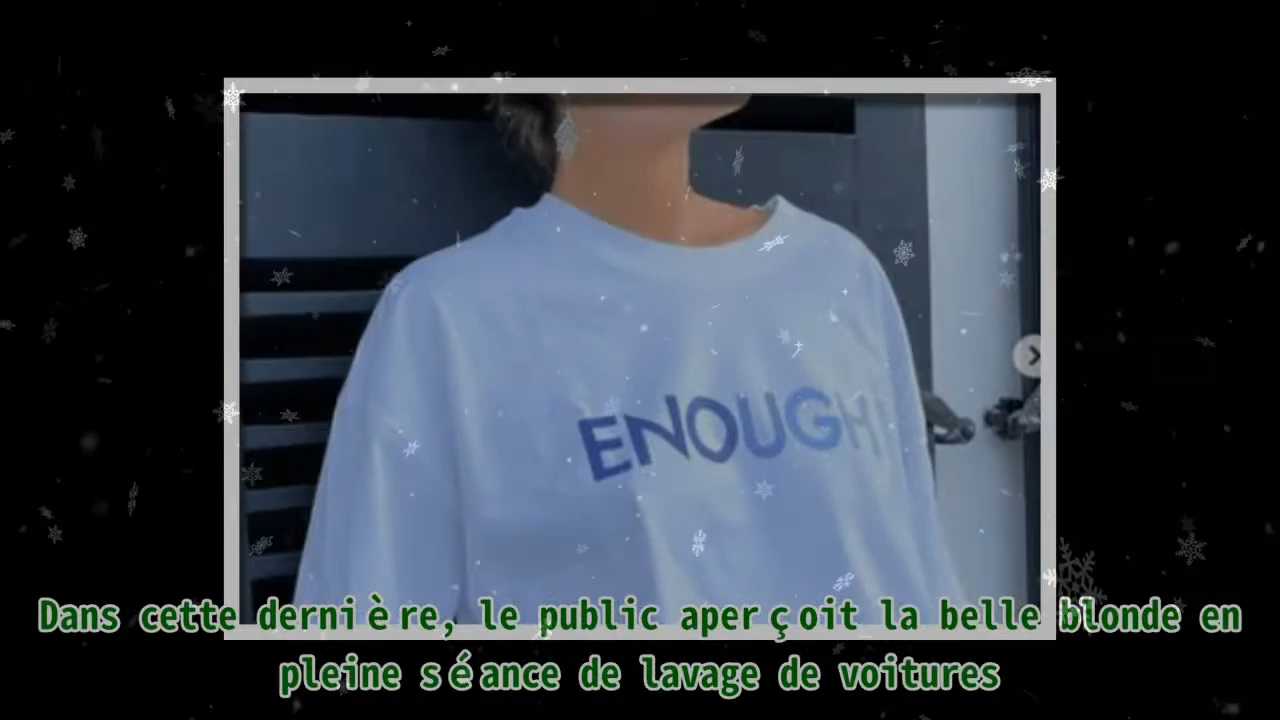 ENOUGH
Dans cette dernière, le public aperçoit la belle blonde en
pleine séance de lavage de voitures